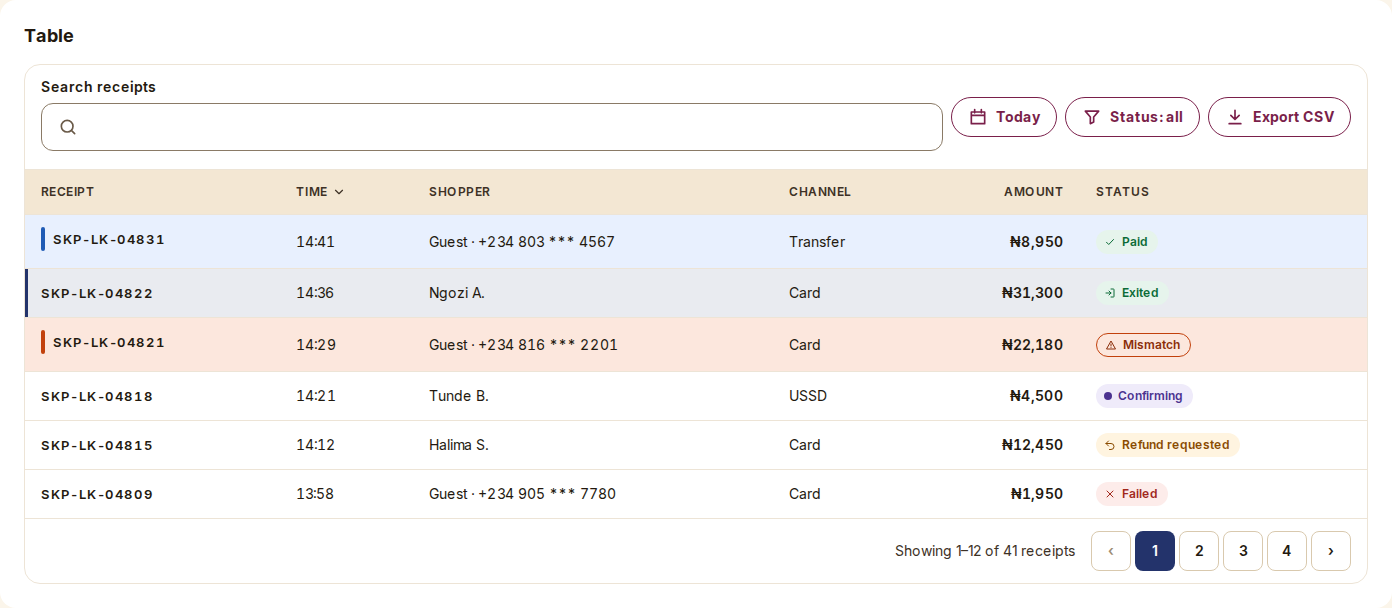 Table
Search receipts
Today Status: all Export CSV
RECEIPT TIME SHOPPER CHANNEL AMOUNT STATUS
SKP-LK-04831 14:41 Guest · +234 803 *** 4567 Transfer ₦8,950 Paid
SKP-LK-04822 14:36 Ngozi A. Card ₦31,300 Exited
SKP-LK-04821 14:29 Guest · +234 816 *** 2201 Card ₦22,180 Mismatch
SKP-LK-04818 14:21 Tunde B. USSD ₦4,500 Confirming
SKP-LK-04815 14:12 Halima S. Card ₦12,450 Refund requested
SKP-LK-04809 13:58 Guest · +234 905 *** 7780 Card ₦1,950 Failed
Showing 1–12 of 41 receipts ‹ 1 2 3 4 ›